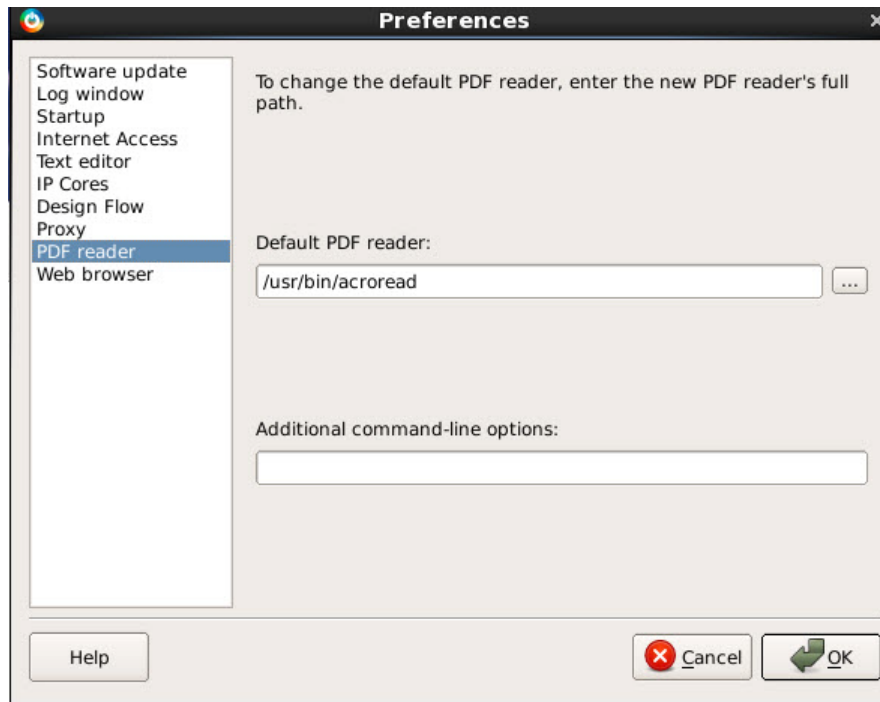 Preferences
Software update
Log window
Startup
Internet Access
Text editor
IP Cores
Design Flow
Proxy
PDF reader
Web browser
To change the default PDF reader, enter the new PDF reader's full
path.
Default PDF reader:
/usr/bin/acroread
...
Additional command-line options:
Help
Cancel
OK